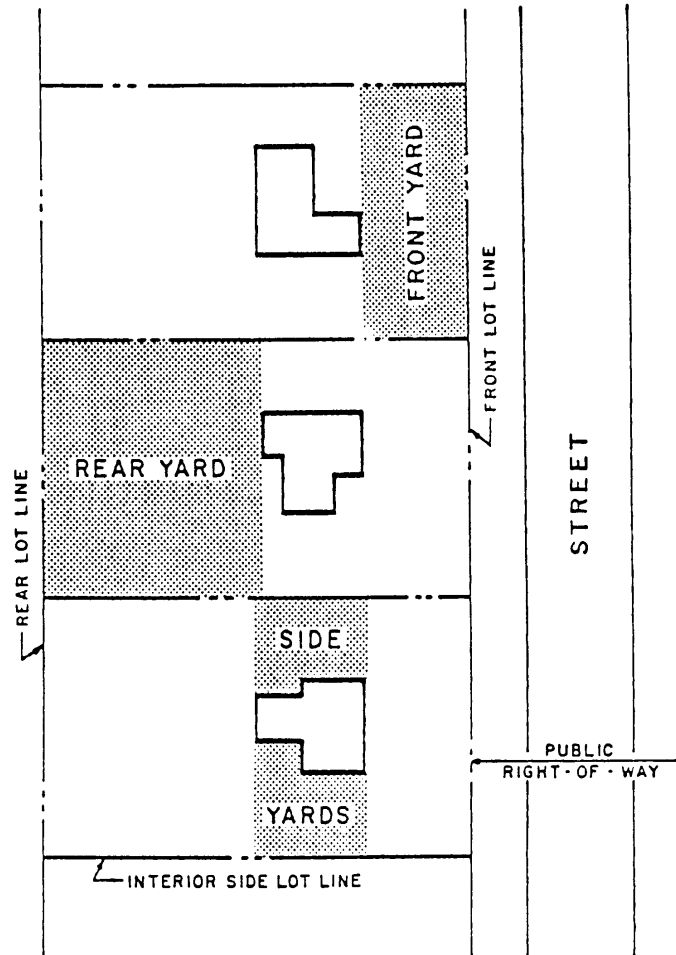 FRONT YARD
FRONT LOT LINE
REAR YARD
STREET
REAR LOT LINE
SIDE
PUBLIC
RIGHT-OF-WAY
YARDS
INTERIOR SIDE LOT LINE